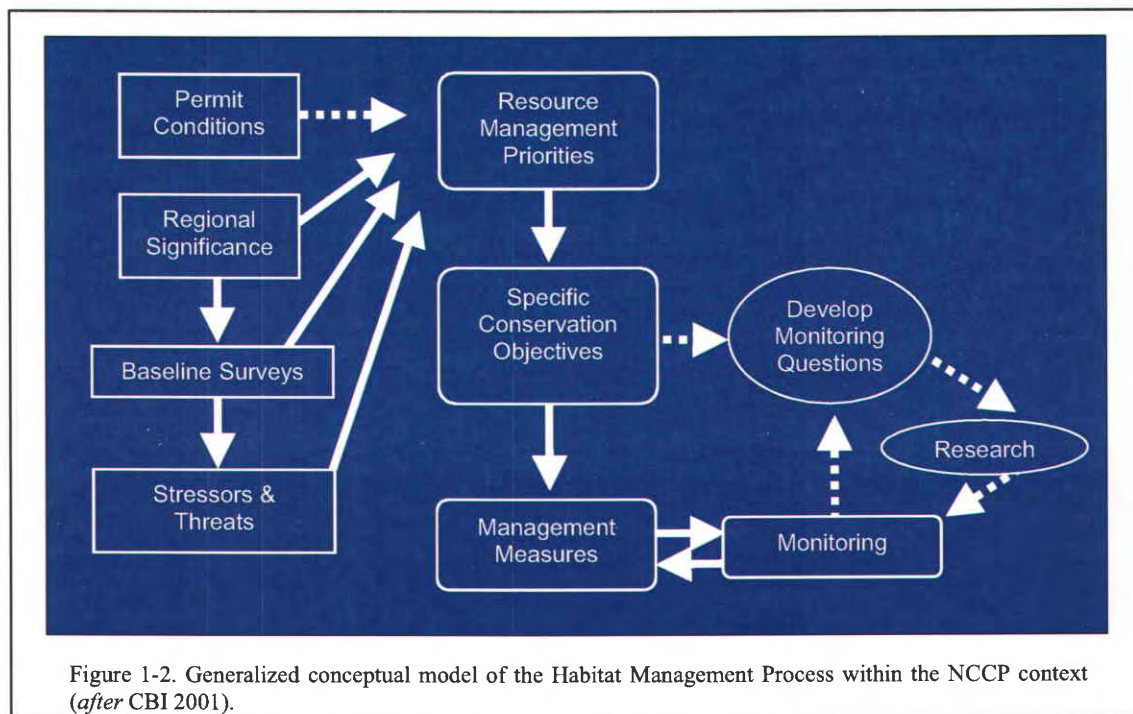 Permit
Conditions
Regional
Significance
Baseline Surveys
Stressors &
Threats
Resource
Management
Priorities
Specific
Conservation
Objectives
Management
Measures
Develop
Monitoring
Questions
Research
Monitoring
Figure 1-2. Generalized conceptual model of the Habitat Management Process within the NCCP context
(after CBI 2001).